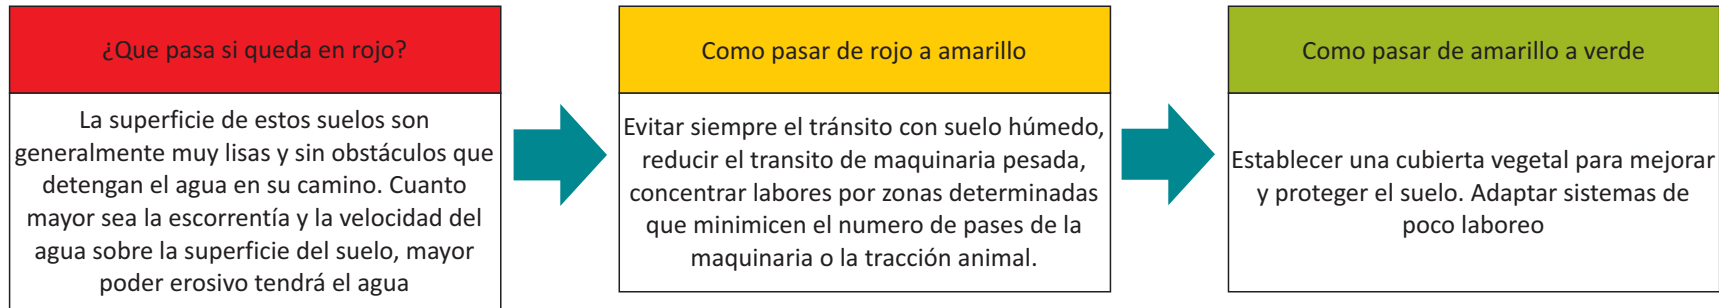 ¿Que pasa si queda en rojo?
La superficie de estos suelos son
generalmente muy lisas y sin obstáculos que
detengan el agua en su camino. Cuanto
mayor sea la escorrentía y la velocidad del
agua sobre la superficie del suelo, mayor
poder erosivo tendrá el agua
Como pasar de rojo a amarillo
Evitar siempre el tránsito con suelo húmedo,
reducir el transito de maquinaria pesada,
concentrar labores por zonas determinadas
que minimicen el numero de pases de la
maquinaria o la tracción animal.
Como pasar de amarillo a verde
Establecer una cubierta vegetal para mejorar
y proteger el suelo. Adaptar sistemas de
poco laboreo